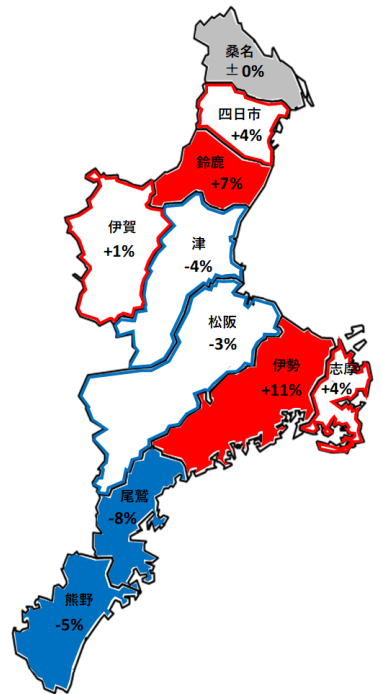 桑名
±0%
四日市
+4%
鈴鹿
+7%
伊賀
+1%
津
-4%
松阪
-3%
伊勢
+11%
志摩
+4%
尾鷲
-8%
熊野
-5%